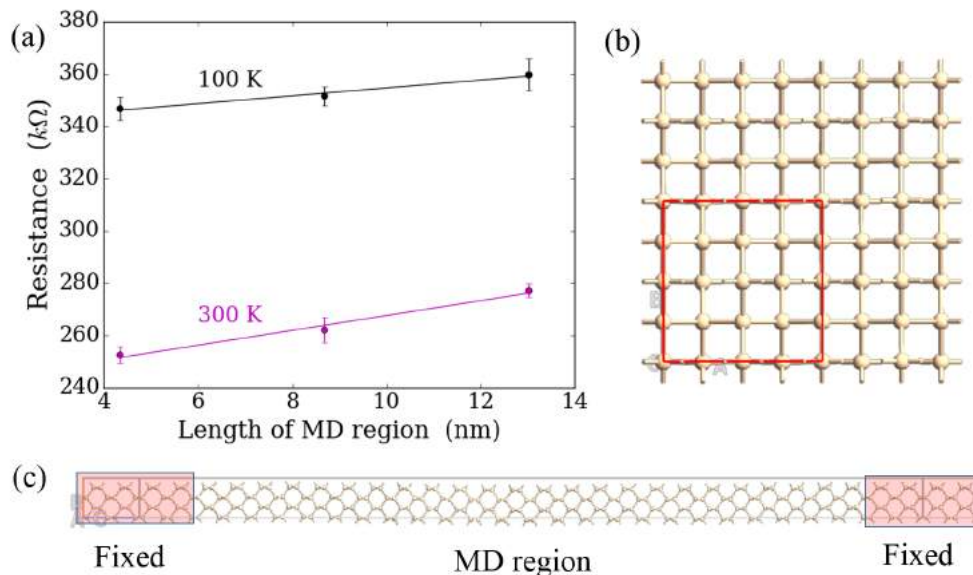 (a)
380
360
340
320
300
280
260
240
Resistance (kΩ)
100 K
300 K
4
6
8
10
12
14
Length of MD region (nm)
(b)
B
A
(c)
Fixed
MD region
Fixed